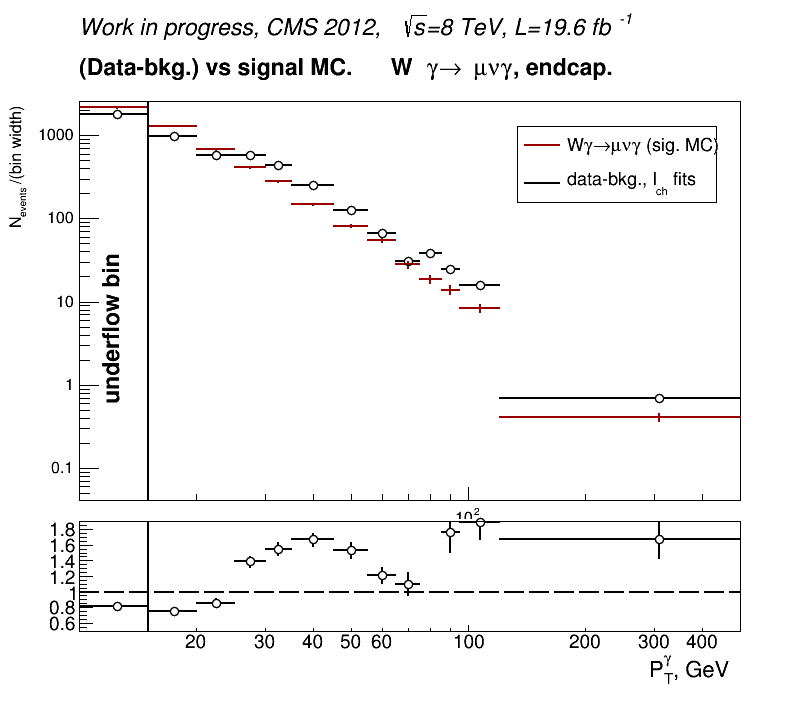 Work in progress, CMS 2012, √s=8 TeV, L=19.6 fb -1
(Data-bkg.) vs signal MC. W γ→ μνγ, endcap.
N events /(bin width)
1000
100
10
1
0.1
underflow bin
Wγ→μνγ (sig. MC)
data-bkg., I ch fits
10²
1.8
1.6
1.4
1.2
1
0.8
0.6
20 30 40 50 60 100 200 300 400
P T γ, GeV